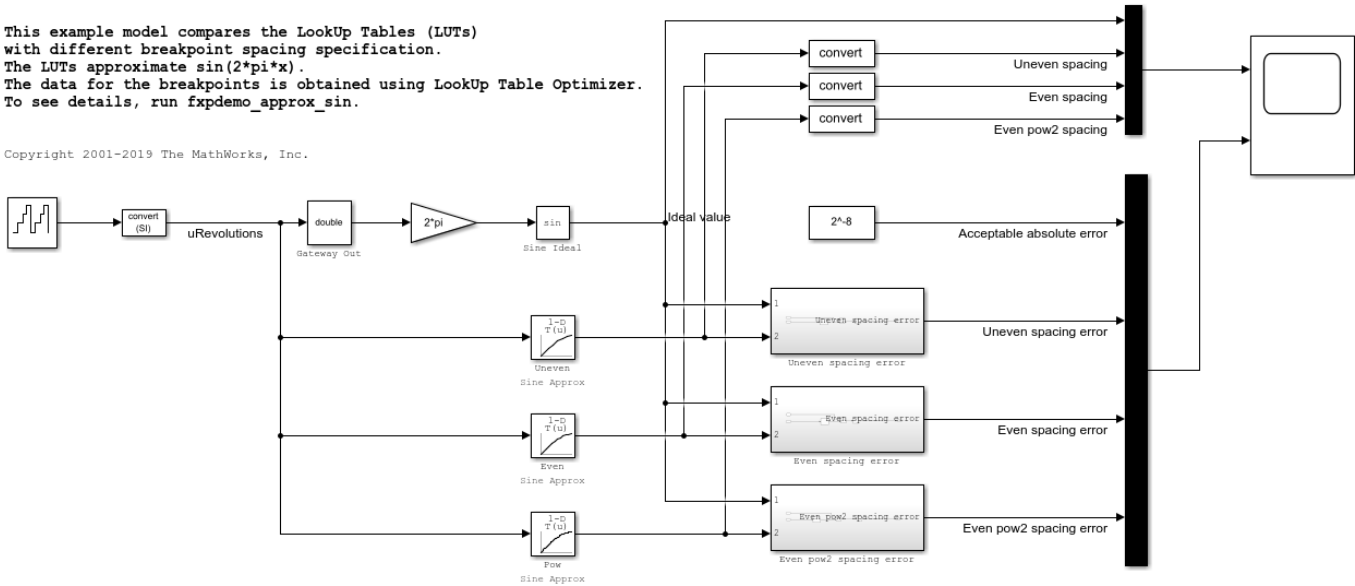 This example model compares the LookUp Tables (LUTs)
with different breakpoint spacing specification.
The LUTs approximate sin(2*pi*x).
The data for the breakpoints is obtained using LookUp Table Optimizer.
To see details, run fxpdemo_approx_sin.
Copyright 2001-2019 The MathWorks, Inc.
convert
Uneven spacing
convert
Even spacing
convert
Even pow2 spacing
convert
(SI)
uRevolutions
double
Gateway Out
2*pi
sin
Sine Ideal
Ideal value
2^-8
Acceptable absolute error
1-D
T(u)
Uneven
Sine Approx
1
2
Uneven spacing error
Uneven spacing error
Uneven spacing error
1-D
T(u)
Even
Sine Approx
1
2
Even spacing error
Even spacing error
Even spacing error
1-D
T(u)
Pow
Sine Approx
1
2
Even pow2 spacing error
Even pow2 spacing error
Even pow2 spacing error